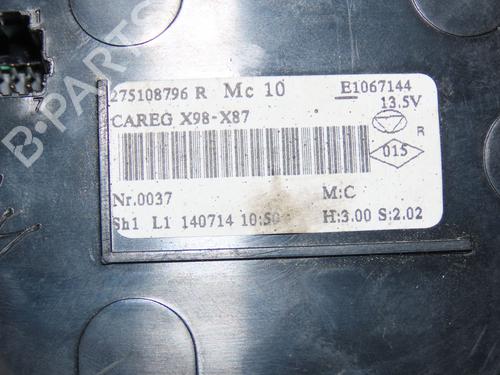 275108796 R Mc 10 E1067144
13.5V
CAREG X98-X87
R
015
Nr.0037 M:C
Sh1 L1 140714 10:50 H:3.00 S:2.02
B-PARTS
7